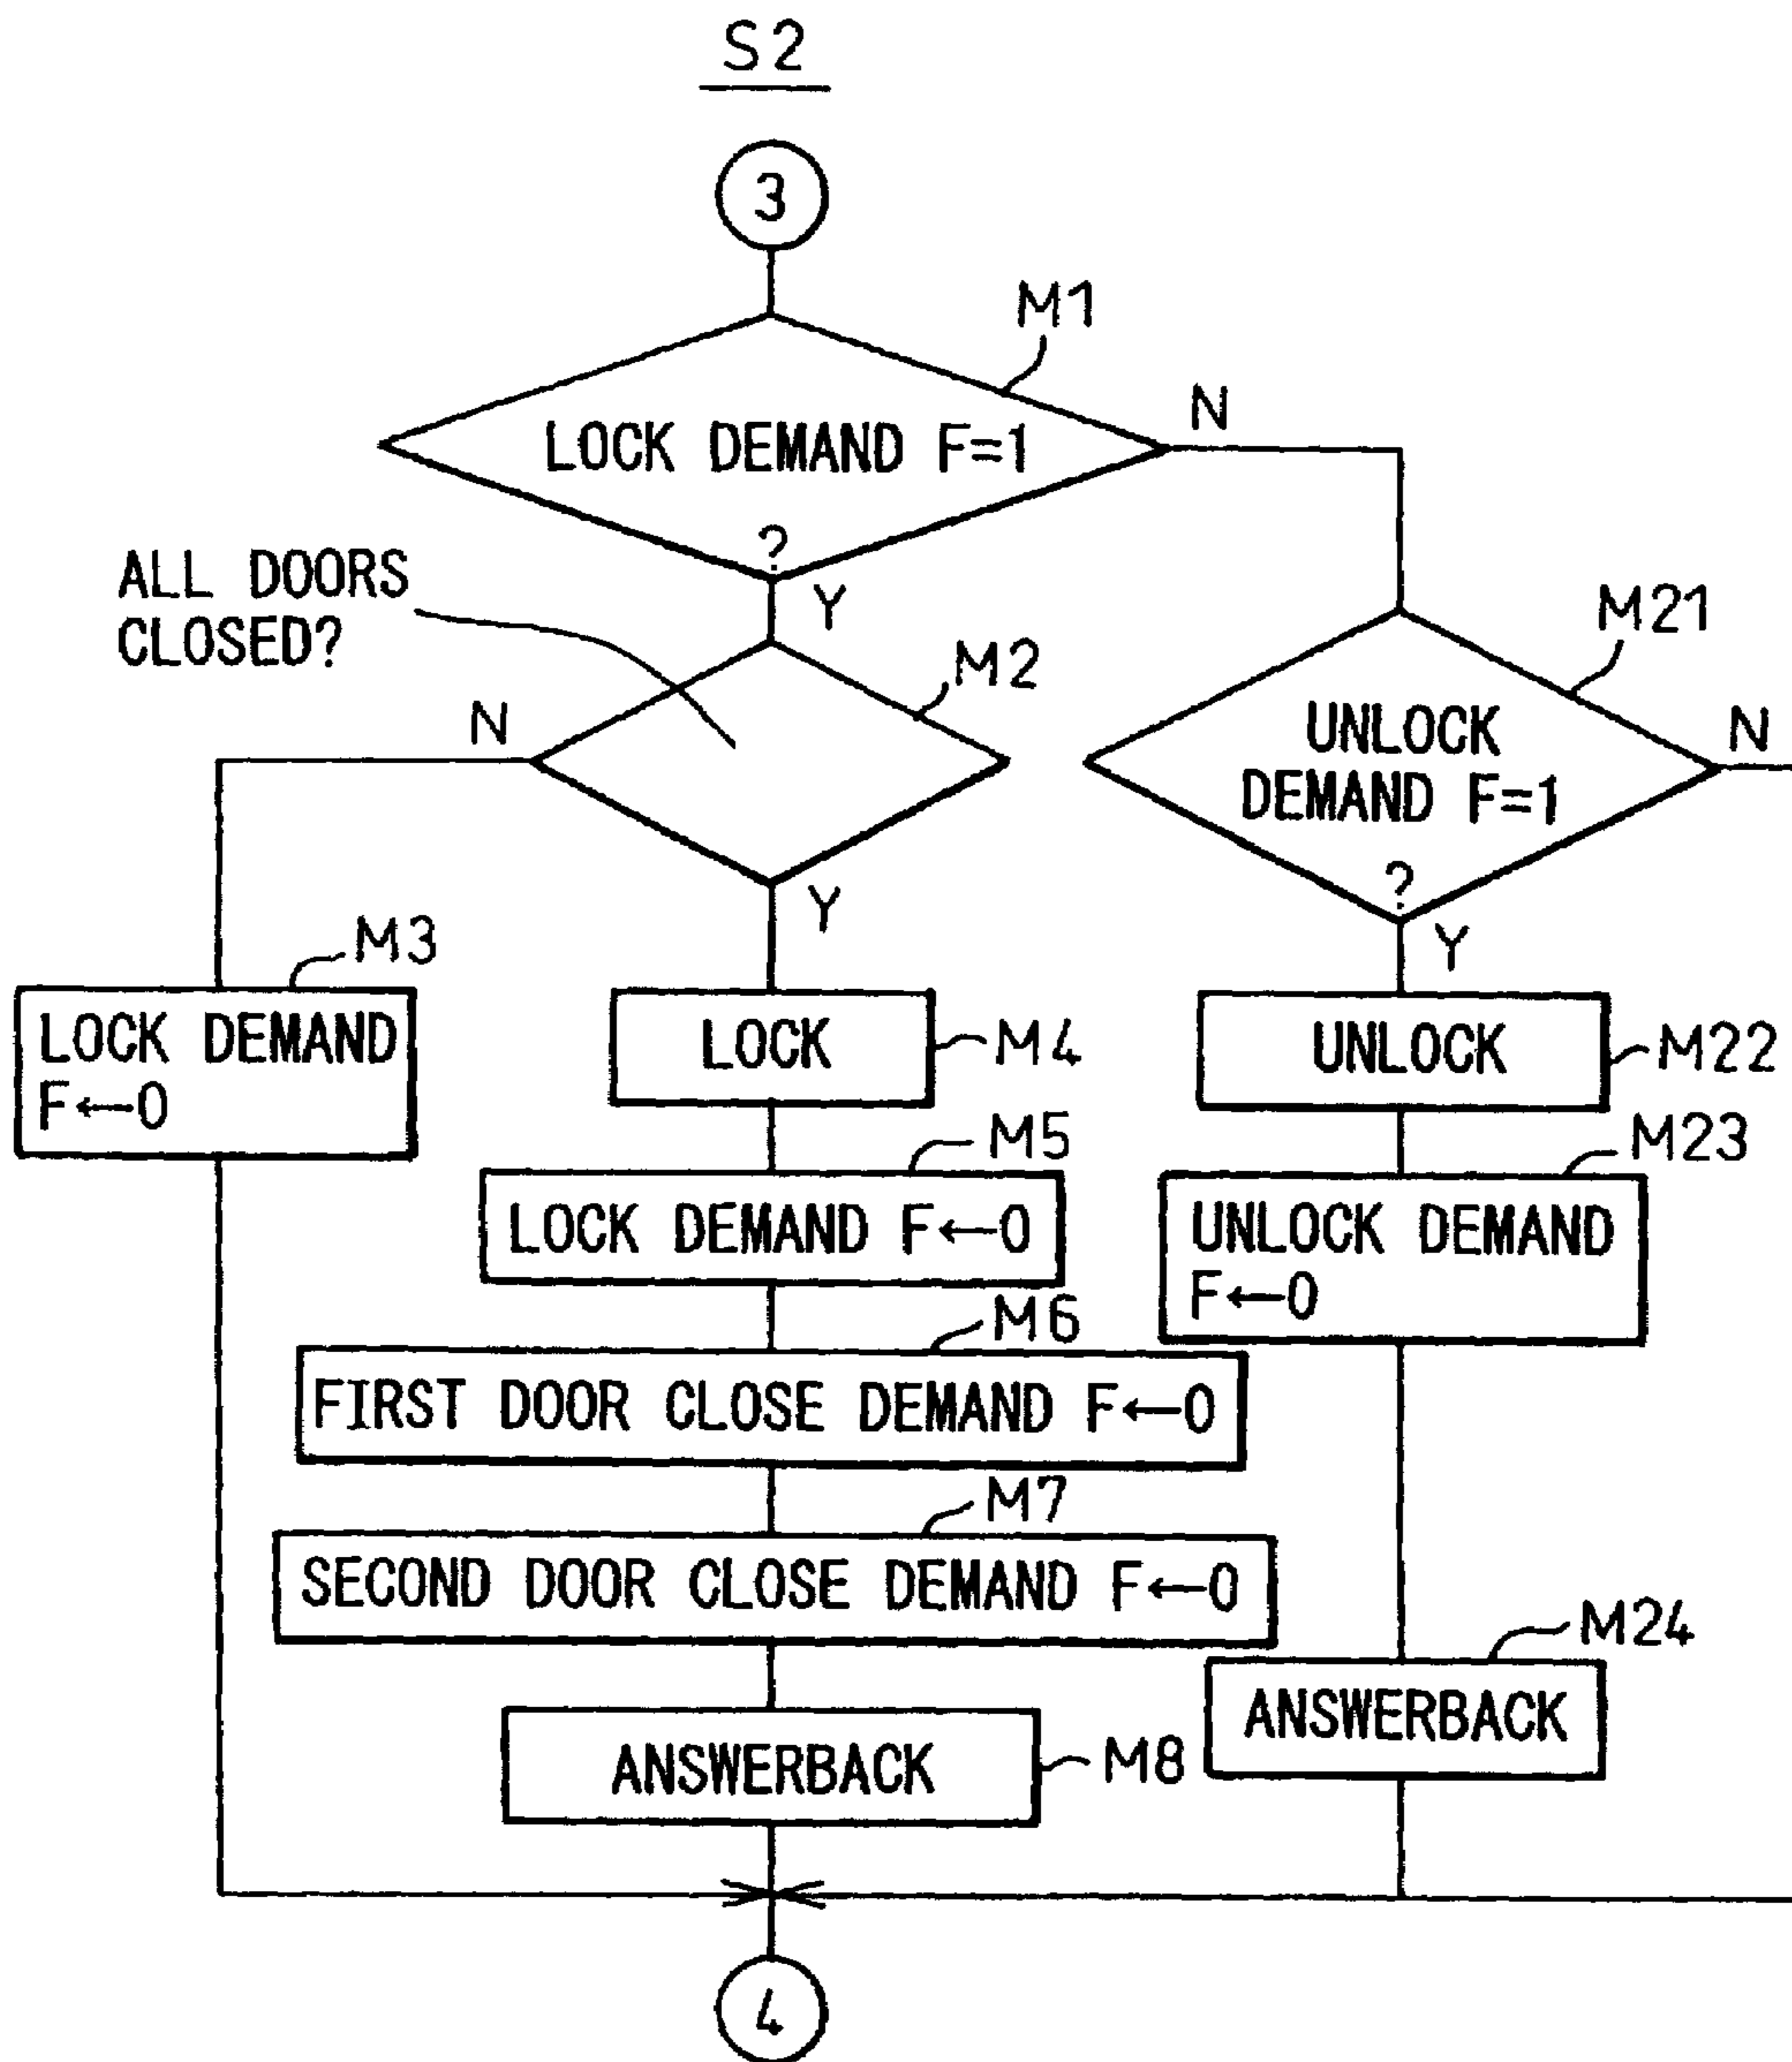 S2
3
M1
LOCK DEMAND F=1
?
N
Y
ALL DOORS
CLOSED?
M2
N
Y
M21
UNLOCK
DEMAND F=1
?
N
Y
M3
LOCK DEMAND
F←0
LOCK
M4
UNLOCK
M22
M5
LOCK DEMAND F←0
M23
UNLOCK DEMAND
F←0
M6
FIRST DOOR CLOSE DEMAND F←0
M7
SECOND DOOR CLOSE DEMAND F←0
M24
ANSWERBACK
ANSWERBACK
M8
4